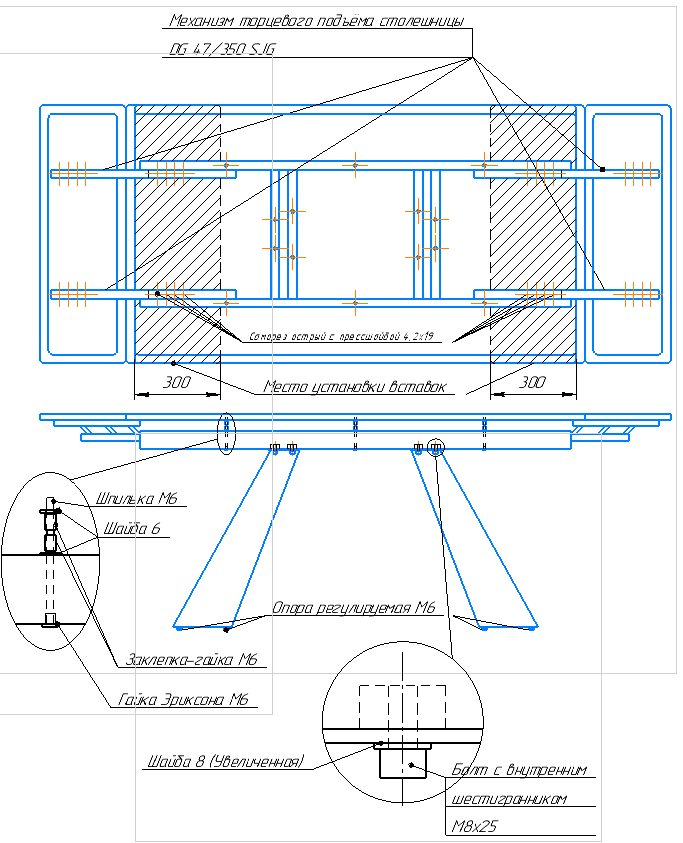 Механизм торцевого подъёма столешницы
DG 47/350 SJG
Саморез острый с прессшайбой 4,2х19
300
300
Место установки вставок
Шпилька М6
Шайба 6
Опора регулируемая М6
Заклепка-гайка М6
Гайка Эриксона М6
Шайба 8 (Увеличенная)
Болт с внутренним
шестигранником
М8х25